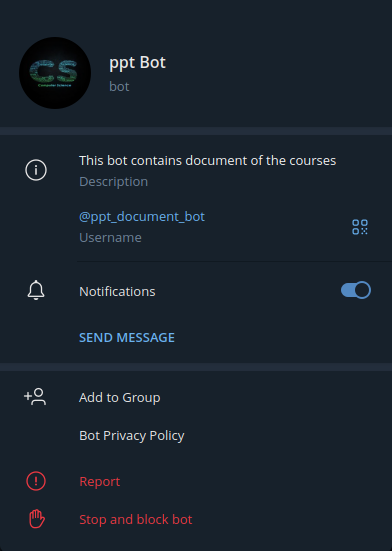 CS
Computer Science
ppt Bot
bot
This bot contains document of the courses
Description
@ppt_document_bot
Username
Notifications
SEND MESSAGE
Add to Group
Bot Privacy Policy
Report
Stop and block bot